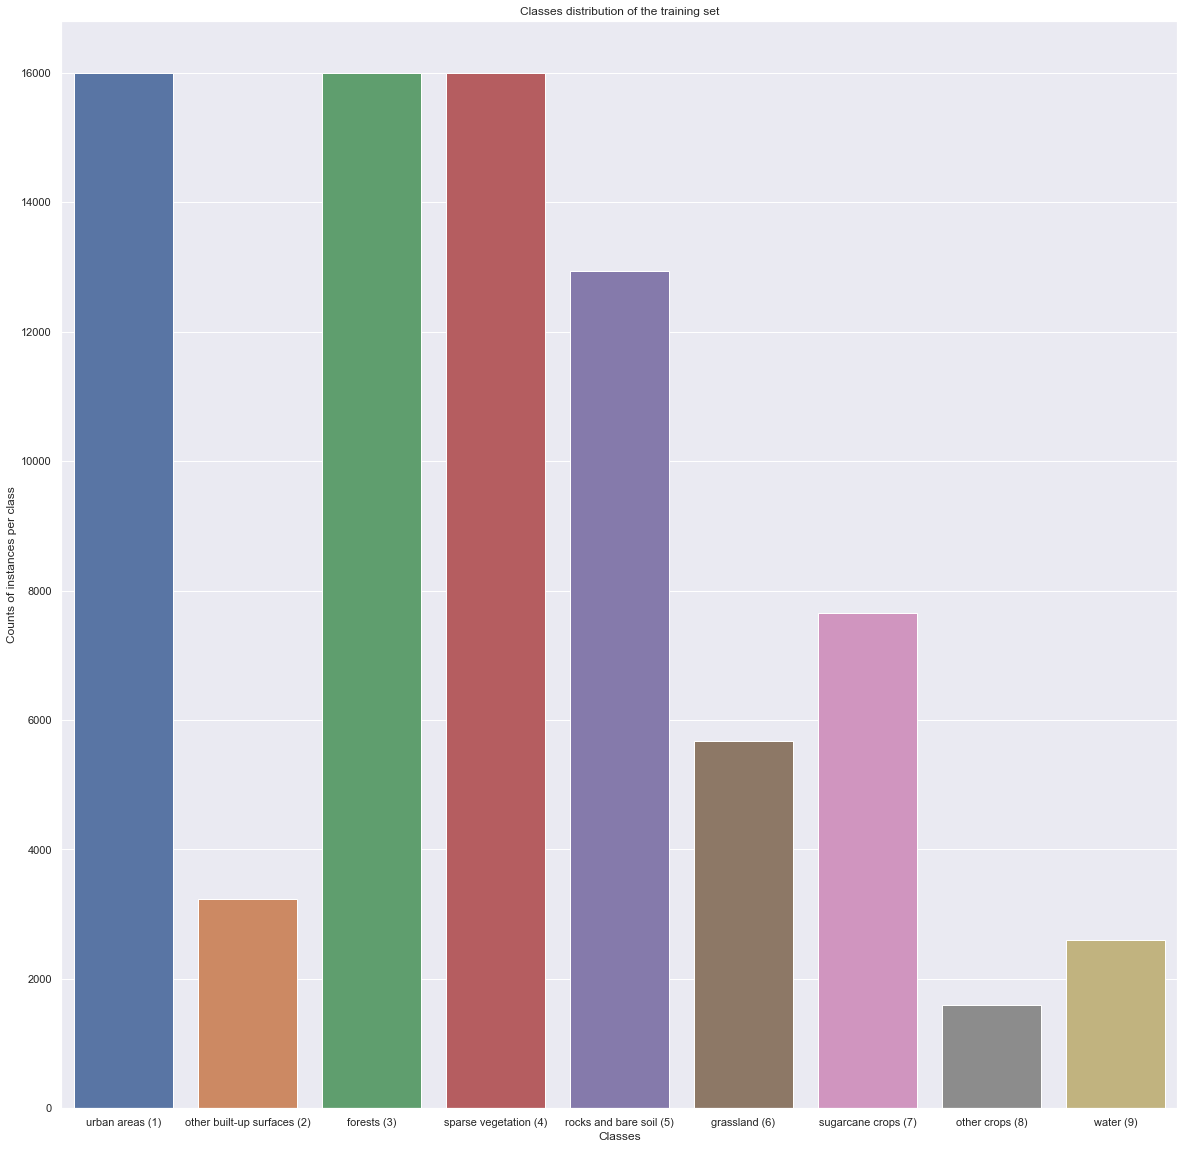 Classes distribution of the training set
Counts of instances per class
16000
14000
12000
10000
8000
6000
4000
2000
0
urban areas (1) other built-up surfaces (2) forests (3) sparse vegetation (4) rocks and bare soil (5) grassland (6) sugarcane crops (7) other crops (8) water (9)
Classes